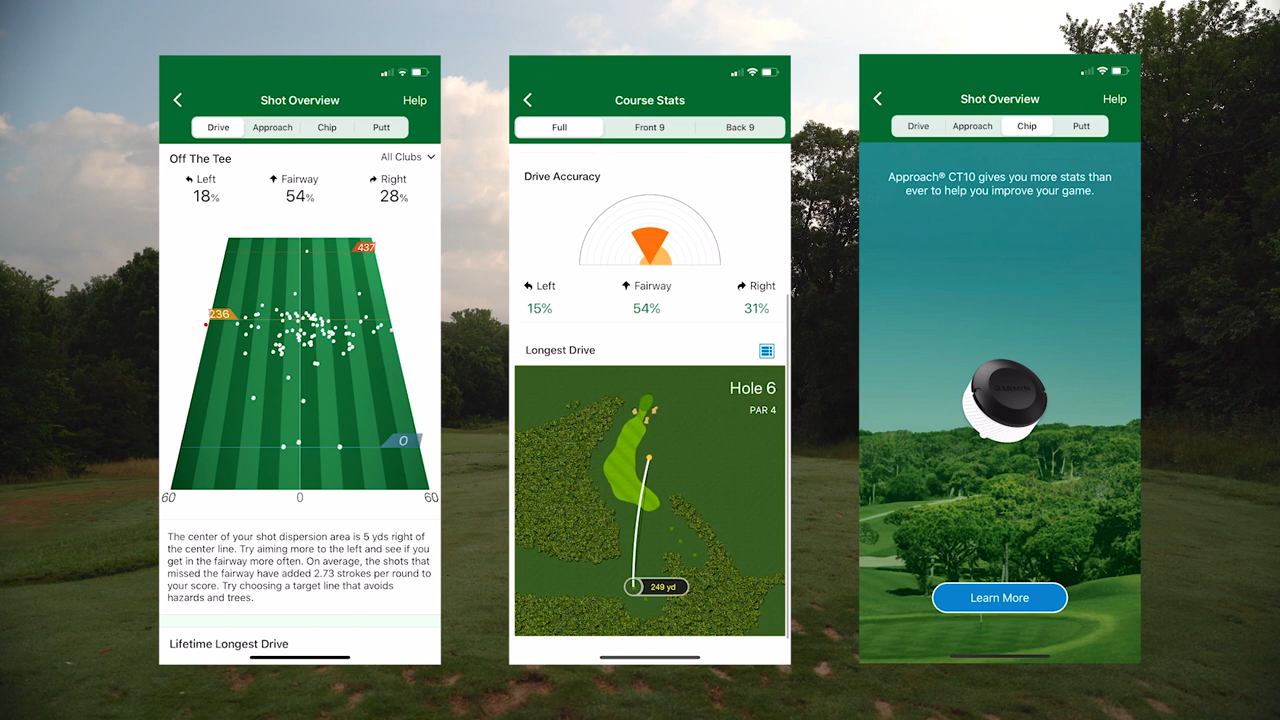 Shot Overview
Help
Drive
Approach
Chip
Putt
Off The Tee
All Clubs
Left
Fairway
Right
18%
54%
28%
437
236
0
60
0
60
The center of your shot dispersion area is 5 yds right of
the center line. Try aiming more to the left and see if you
get in the fairway more often. On average, the shots that
missed the fairway have added 2.73 strokes per round to
your score. Try choosing a target line that avoids
hazards and trees.
Lifetime Longest Drive
Course Stats
Full
Front 9
Back 9
Drive Accuracy
Left
Fairway
Right
15%
54%
31%
Longest Drive
Hole 6
PAR 4
249 yd
Shot Overview
Help
Drive
Approach
Chip
Putt
Approach® CT10 gives you more stats than
ever to help you improve your game.
GARMIN
Learn More